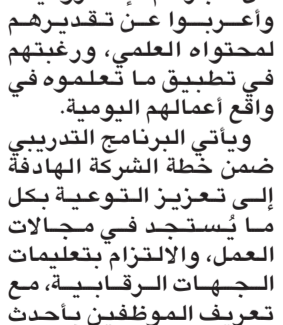 وأعربوا عن تقديرهم
لمحتواه العلمي، ورغبتهم
في تطبيق ما تعلموه في
واقع أعمالهم اليومية.
ويأتي البرنامج التدريبي
ضمن خطة الشركة الهادفة
إلى تعزيز التوعية بكل
ما يُستجد في مجالات
العمل، والالتزام بتعليمات
الجهات الرقابية، مع
تعريف الموظفين بأحدث